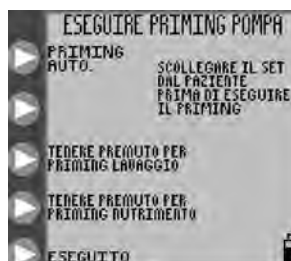 ESEGUIRE PRIMING POMPA
PRIMING
AUTO.
SCOLLEGARE IL SET
DAL PAZIENTE
PRIMA DI ESEGUIRE
IL PRIMING
TENERE PREMUTO PER
PRIMING LAVAGGIO
TENERE PREMUTO PER
PRIMING NUTRIMENTO
ESEGUITO